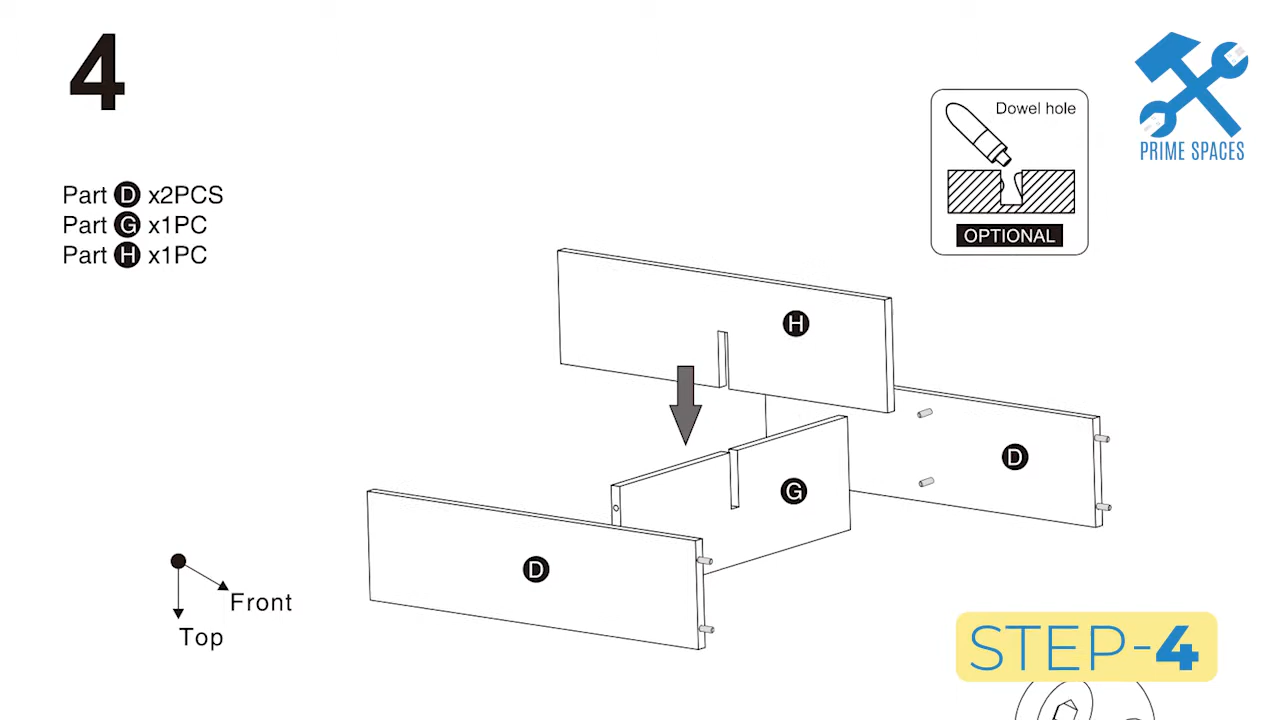 4
Dowel hole
OPTIONAL
PRIME SPACES
Part D x2PCS
Part G x1PC
Part H x1PC
H
D
G
D
Front
Top
STEP-4